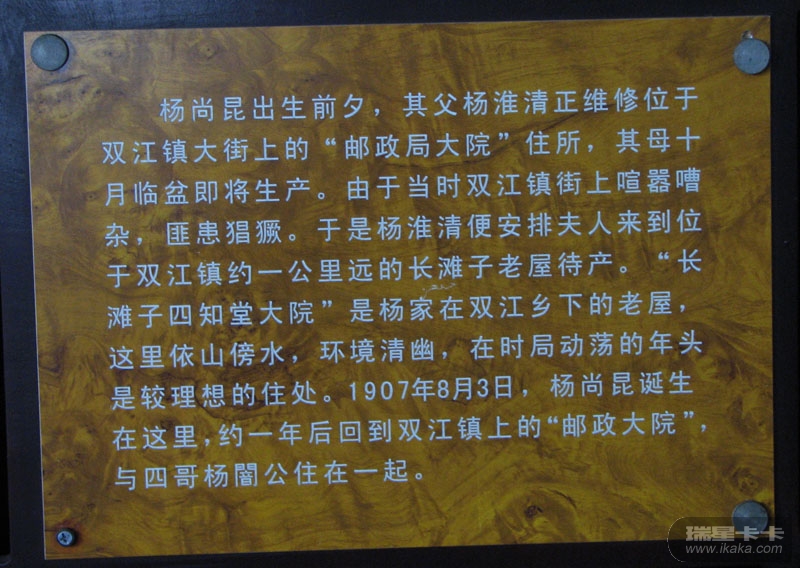 杨尚昆出生前夕，其父杨淮清正维修位于
双江镇大街上的“邮政局大院”住所，其母十
月临盆即将生产。由于当时双江镇街上喧嚣嘈
杂，匪患猖獗。于是杨淮清便安排夫人来到位
于双江镇约一公里远的长滩子老屋待产。“长
滩子四知堂大院”是杨家在双江乡下的老屋，
这里依山傍水，环境清幽，在时局动荡的年头
是较理想的住处。1907年8月3日，杨尚昆诞生
在这里，约一年后回到双江镇上的“邮政大院”，
与四哥杨闇公住在一起。
瑞星卡卡
www.ikaka.com